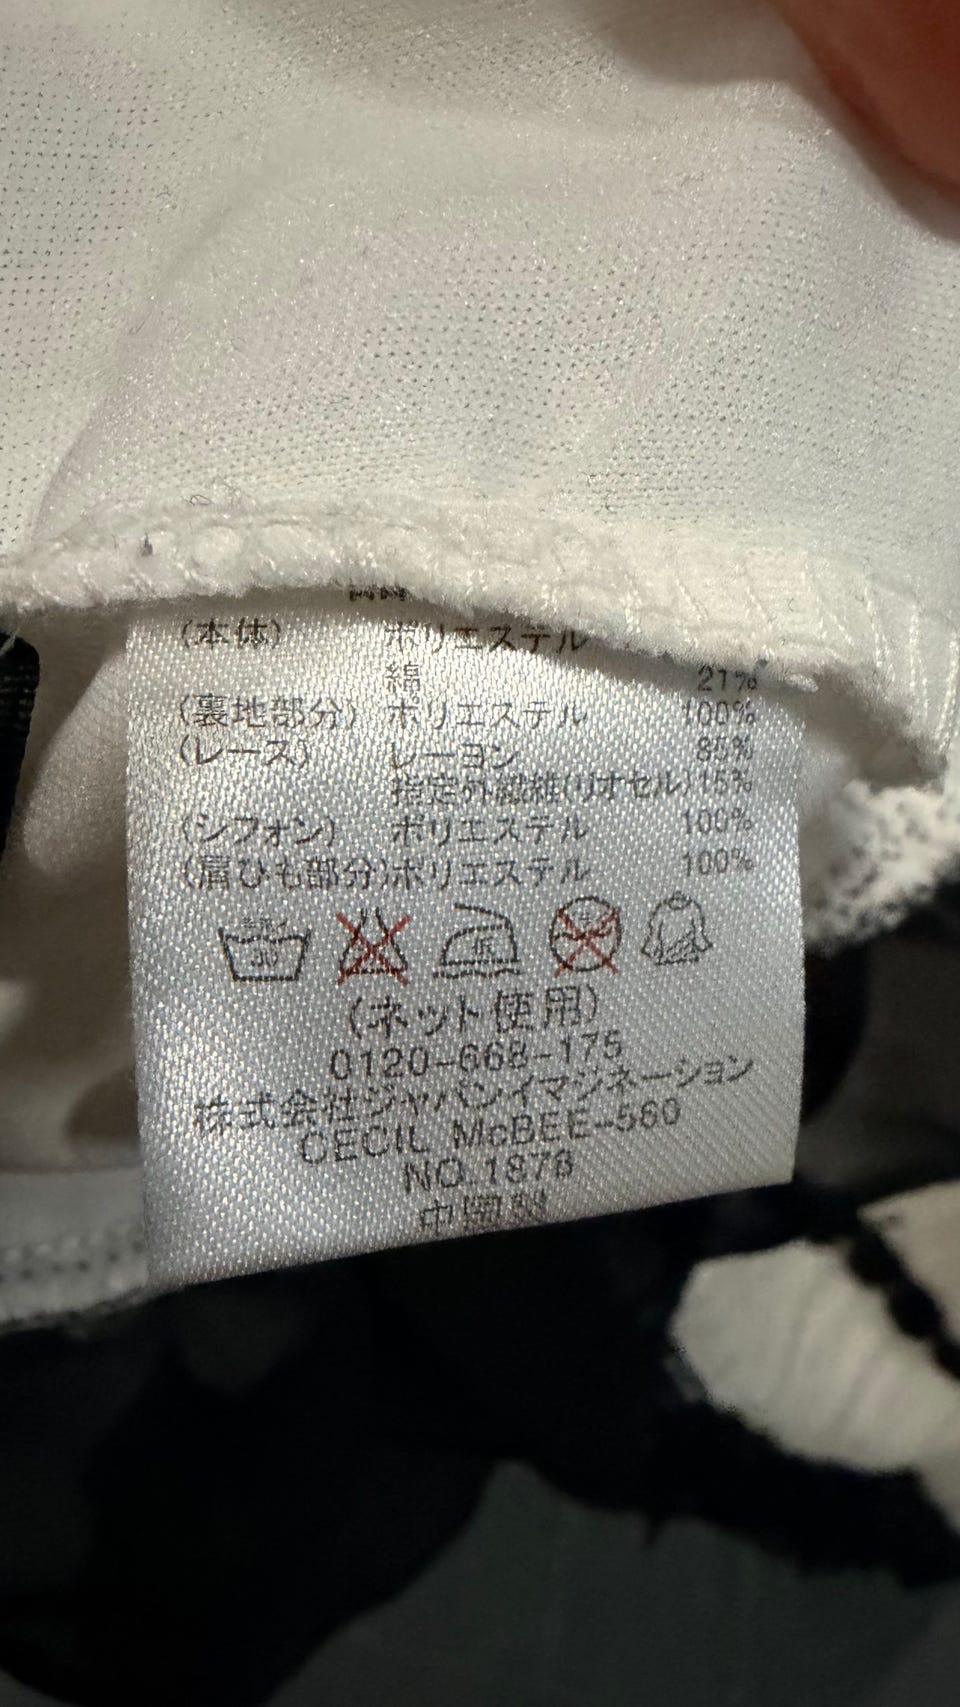 (本体) ポリエステル
綿 21%
(裏地部分) ポリエステル 100%
(レース) レーヨン 85%
指定外繊維(リオセル)15%
(シフォン) ポリエステル 100%
(肩ひも部分)ポリエステル 100%
30
(ネット使用)
0120-668-175
株式会社ジャパンイマジネーション
CECIL McBEE-560
NO.1878
中国製